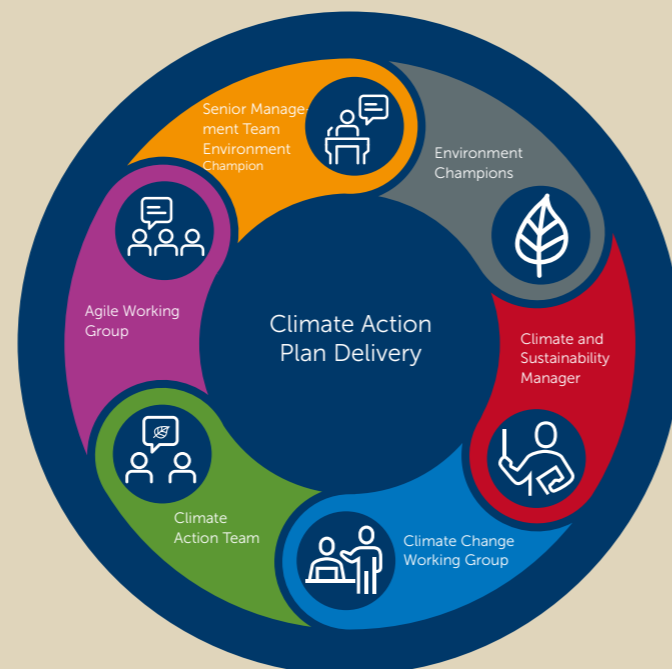 Senior Manage-
ment Team
Environment
Champion
Environment
Champions
Climate and
Sustainability
Manager
Climate Change
Working Group
Climate
Action Team
Agile Working
Group
Climate Action
Plan Delivery